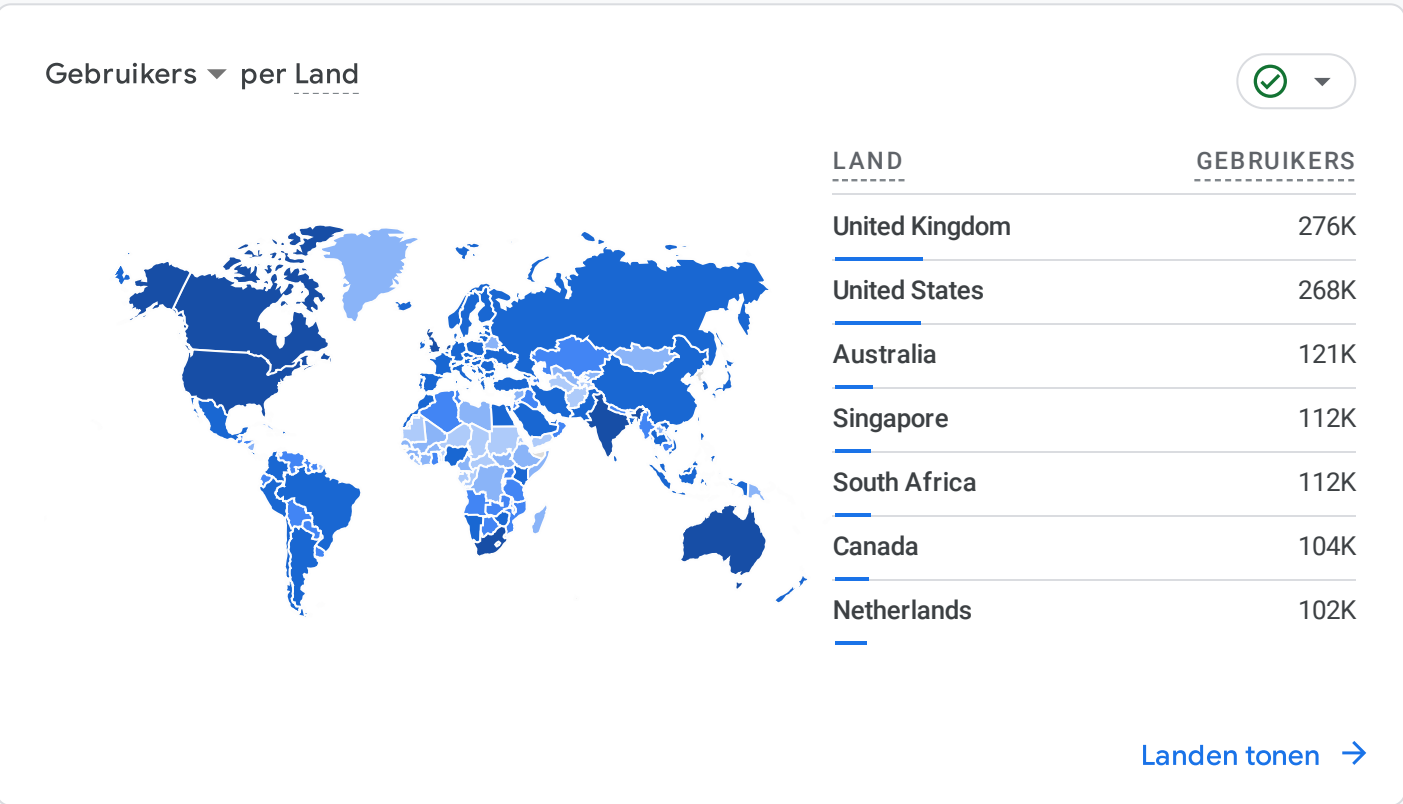 Gebruikers per Land
LAND GEBRUIKERS
United Kingdom 276K
United States 268K
Australia 121K
Singapore 112K
South Africa 112K
Canada 104K
Netherlands 102K
Landen tonen